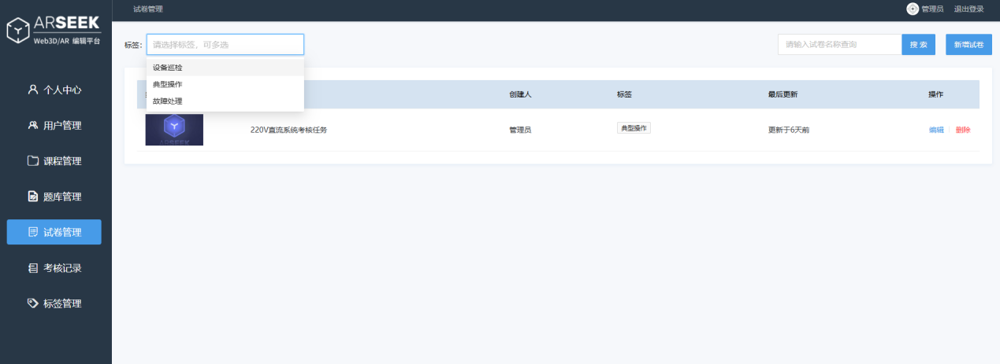 试卷管理
管理员
退出登录
ARSEEK
Web3D/AR 编辑平台
标签：
请选择标签，可多选
请输入试卷名称查询
搜 索
新增试卷
设备巡检
典型操作
故障处理
创建人
标签
最后更新
操作
220V直流系统考核任务
管理员
典型操作
更新于6天前
编辑
删除
个人中心
用户管理
课程管理
题库管理
试卷管理
考核记录
标签管理